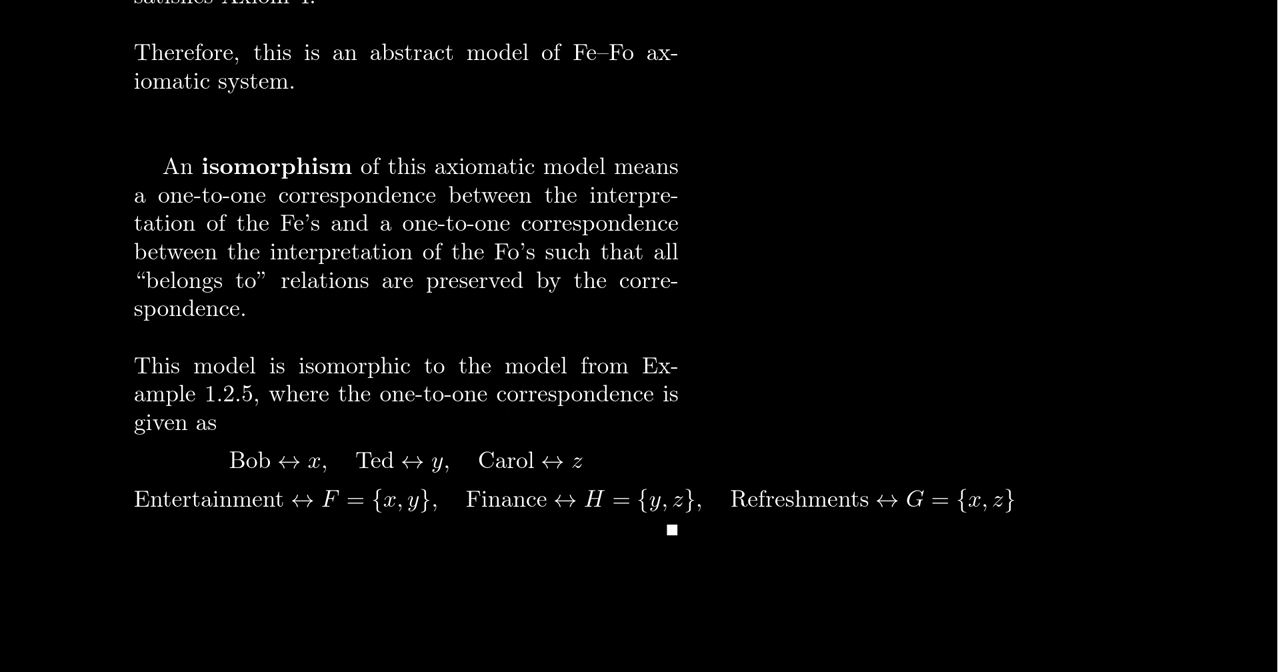 satisfies Axiom 4.
Therefore, this is an abstract model of Fe–Fo ax-
iomatic system.
An isomorphism of this axiomatic model means
a one-to-one correspondence between the interpre-
tation of the Fe's and a one-to-one correspondence
between the interpretation of the Fo's such that all
“belongs to” relations are preserved by the corre-
spondence.
This model is isomorphic to the model from Ex-
ample 1.2.5, where the one-to-one correspondence is
given as
Bob ↔ x, Ted ↔ y, Carol ↔ z
Entertainment ↔ F = {x, y}, Finance ↔ H = {y, z}, Refreshments ↔ G = {x, z}